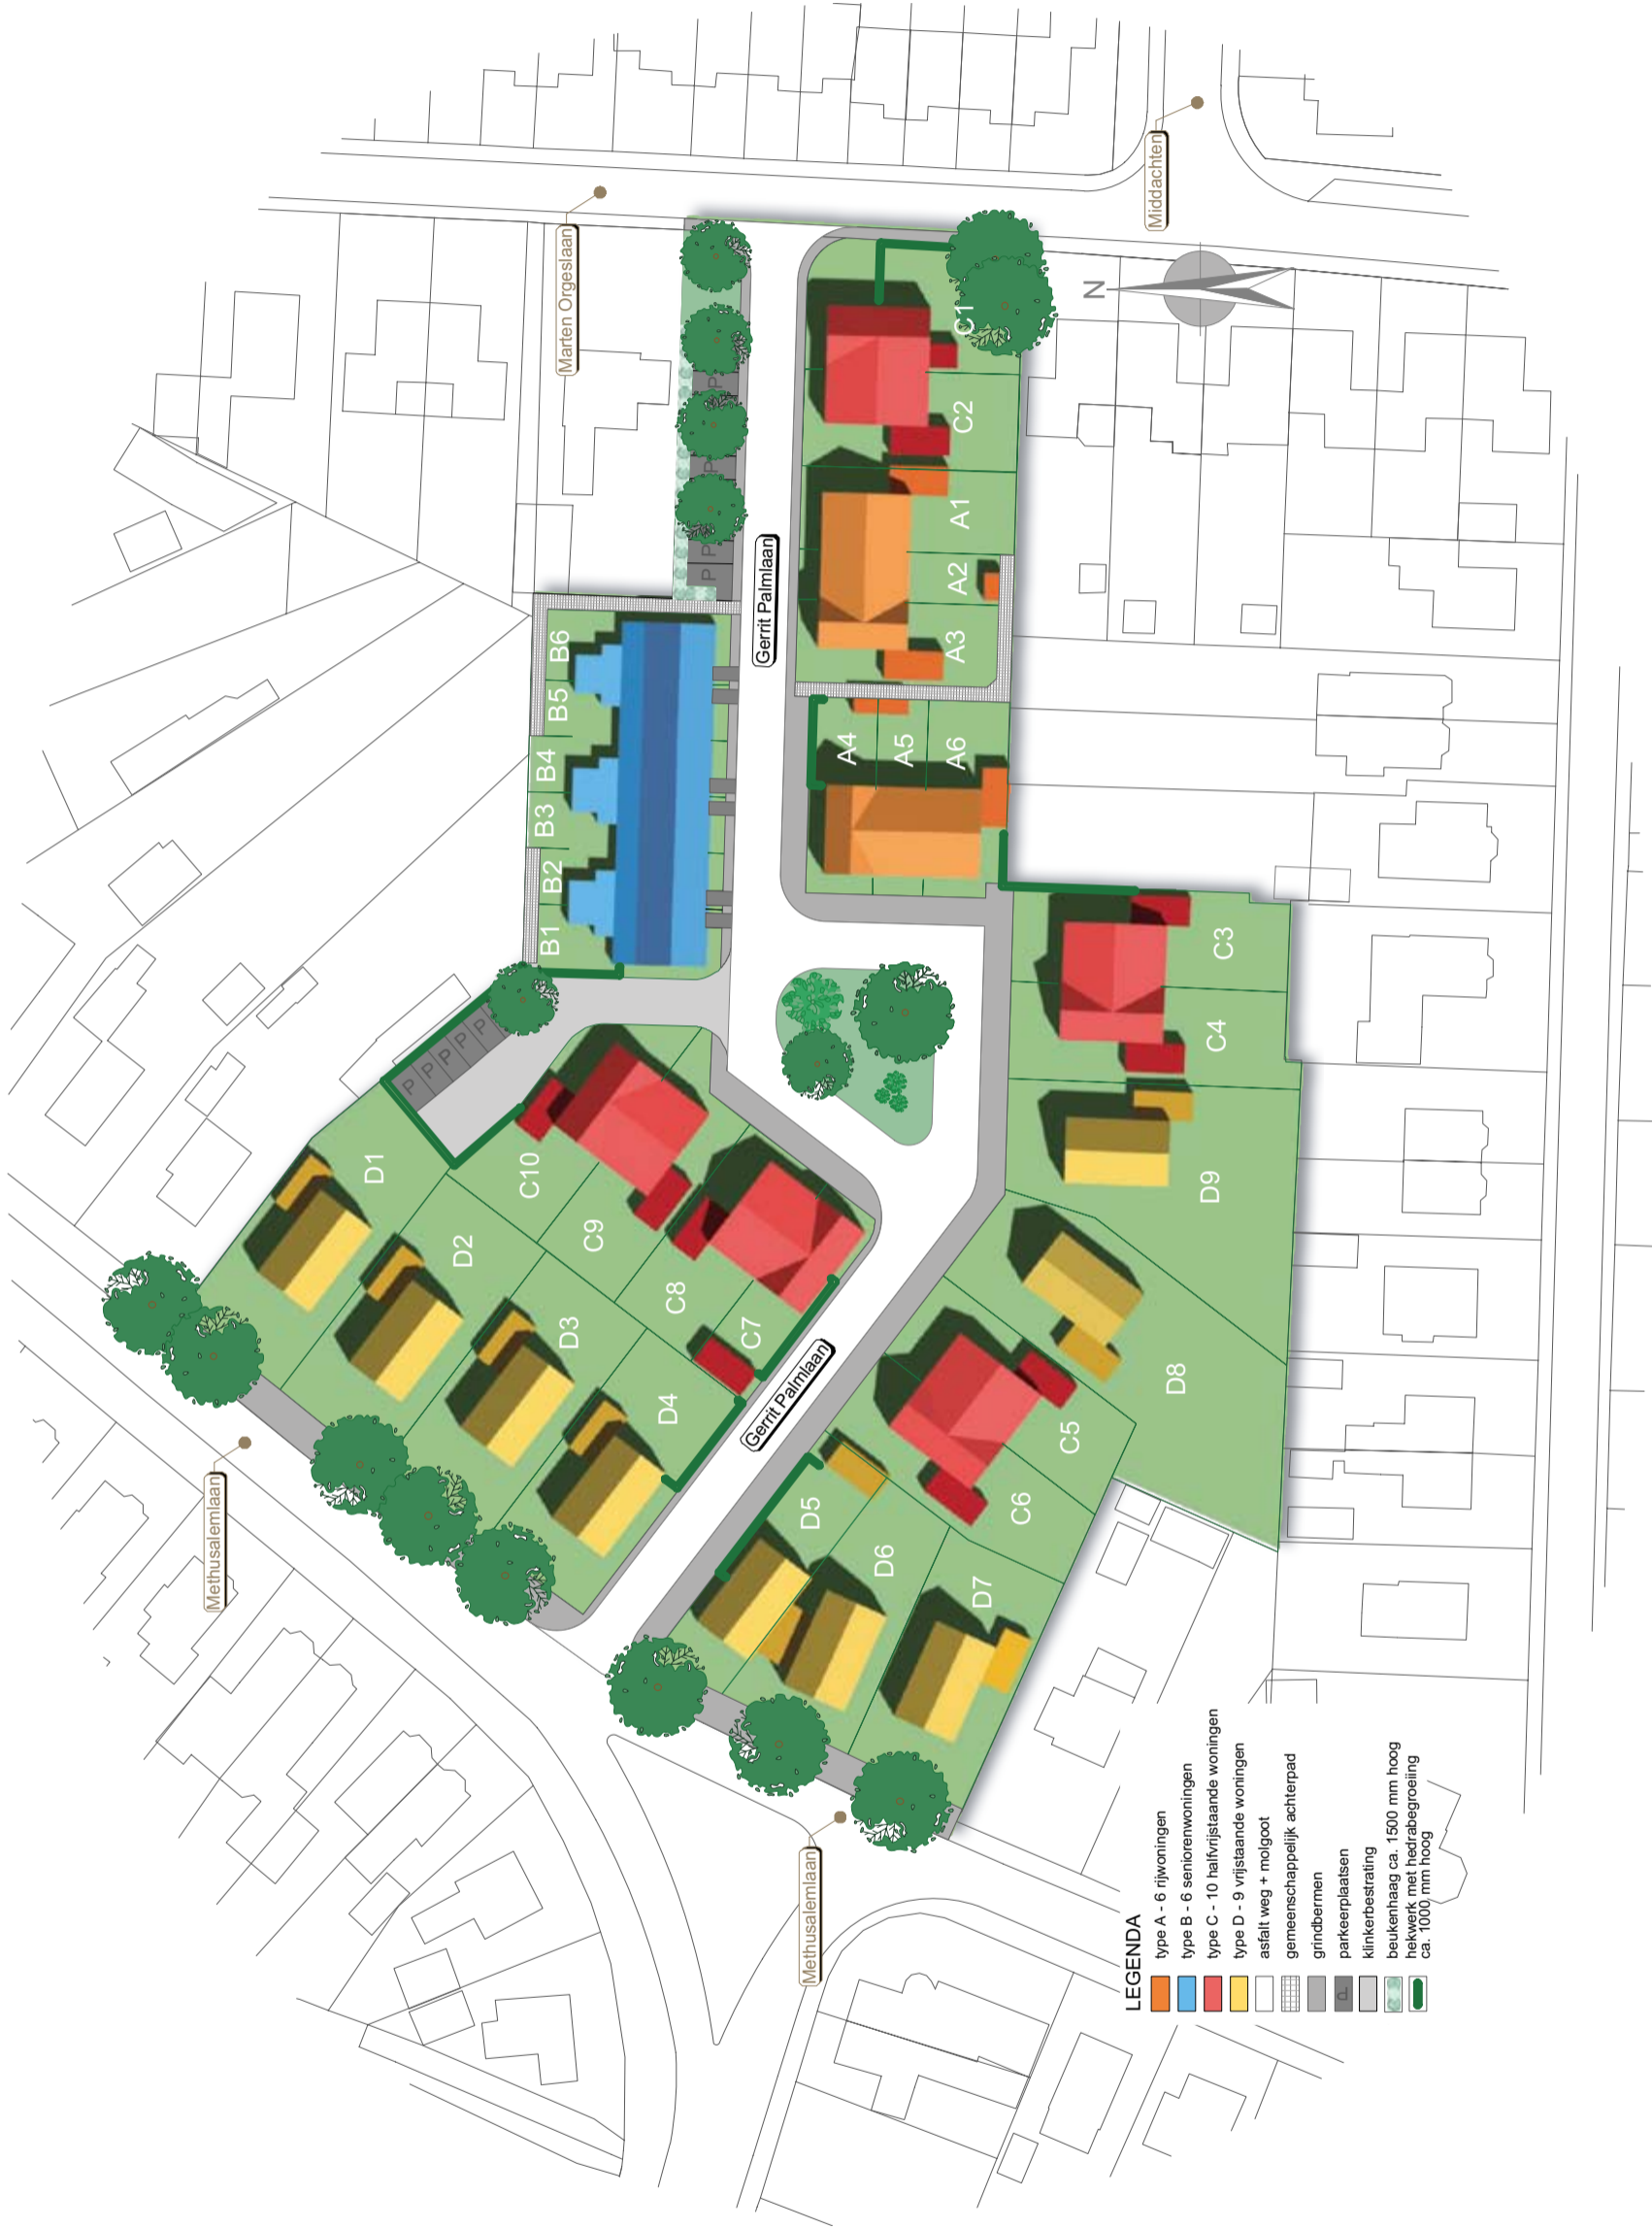 Marten Orgeslaan
Middachten
N
Methusalemlaan
Methusalemlaan
Gerrit Palmlaan
Gerrit Palmlaan
D1
D2
D3
D4
C10
C9
C8
C7
B1
B2
B3
B4
B5
B6
P
P
P
P
P
P
P
P
P
P
A4
A5
A6
A3
A2
A1
C2
C1
C3
C4
D9
D8
C5
C6
D5
D6
D7
LEGENDA
type A - 6 rijwoningen
type B - 6 seniorenwoningen
type C - 10 halfvrijstaande woningen
type D - 9 vrijstaande woningen
asfalt weg + molgoot
gemeenschappelijk achterpad
grindbermen
P parkeerplaatsen
klinkerbestrating
beukenhaag ca. 1500 mm hoog
hekwerk met hedrabegroeiing
ca. 1000 mm hoog